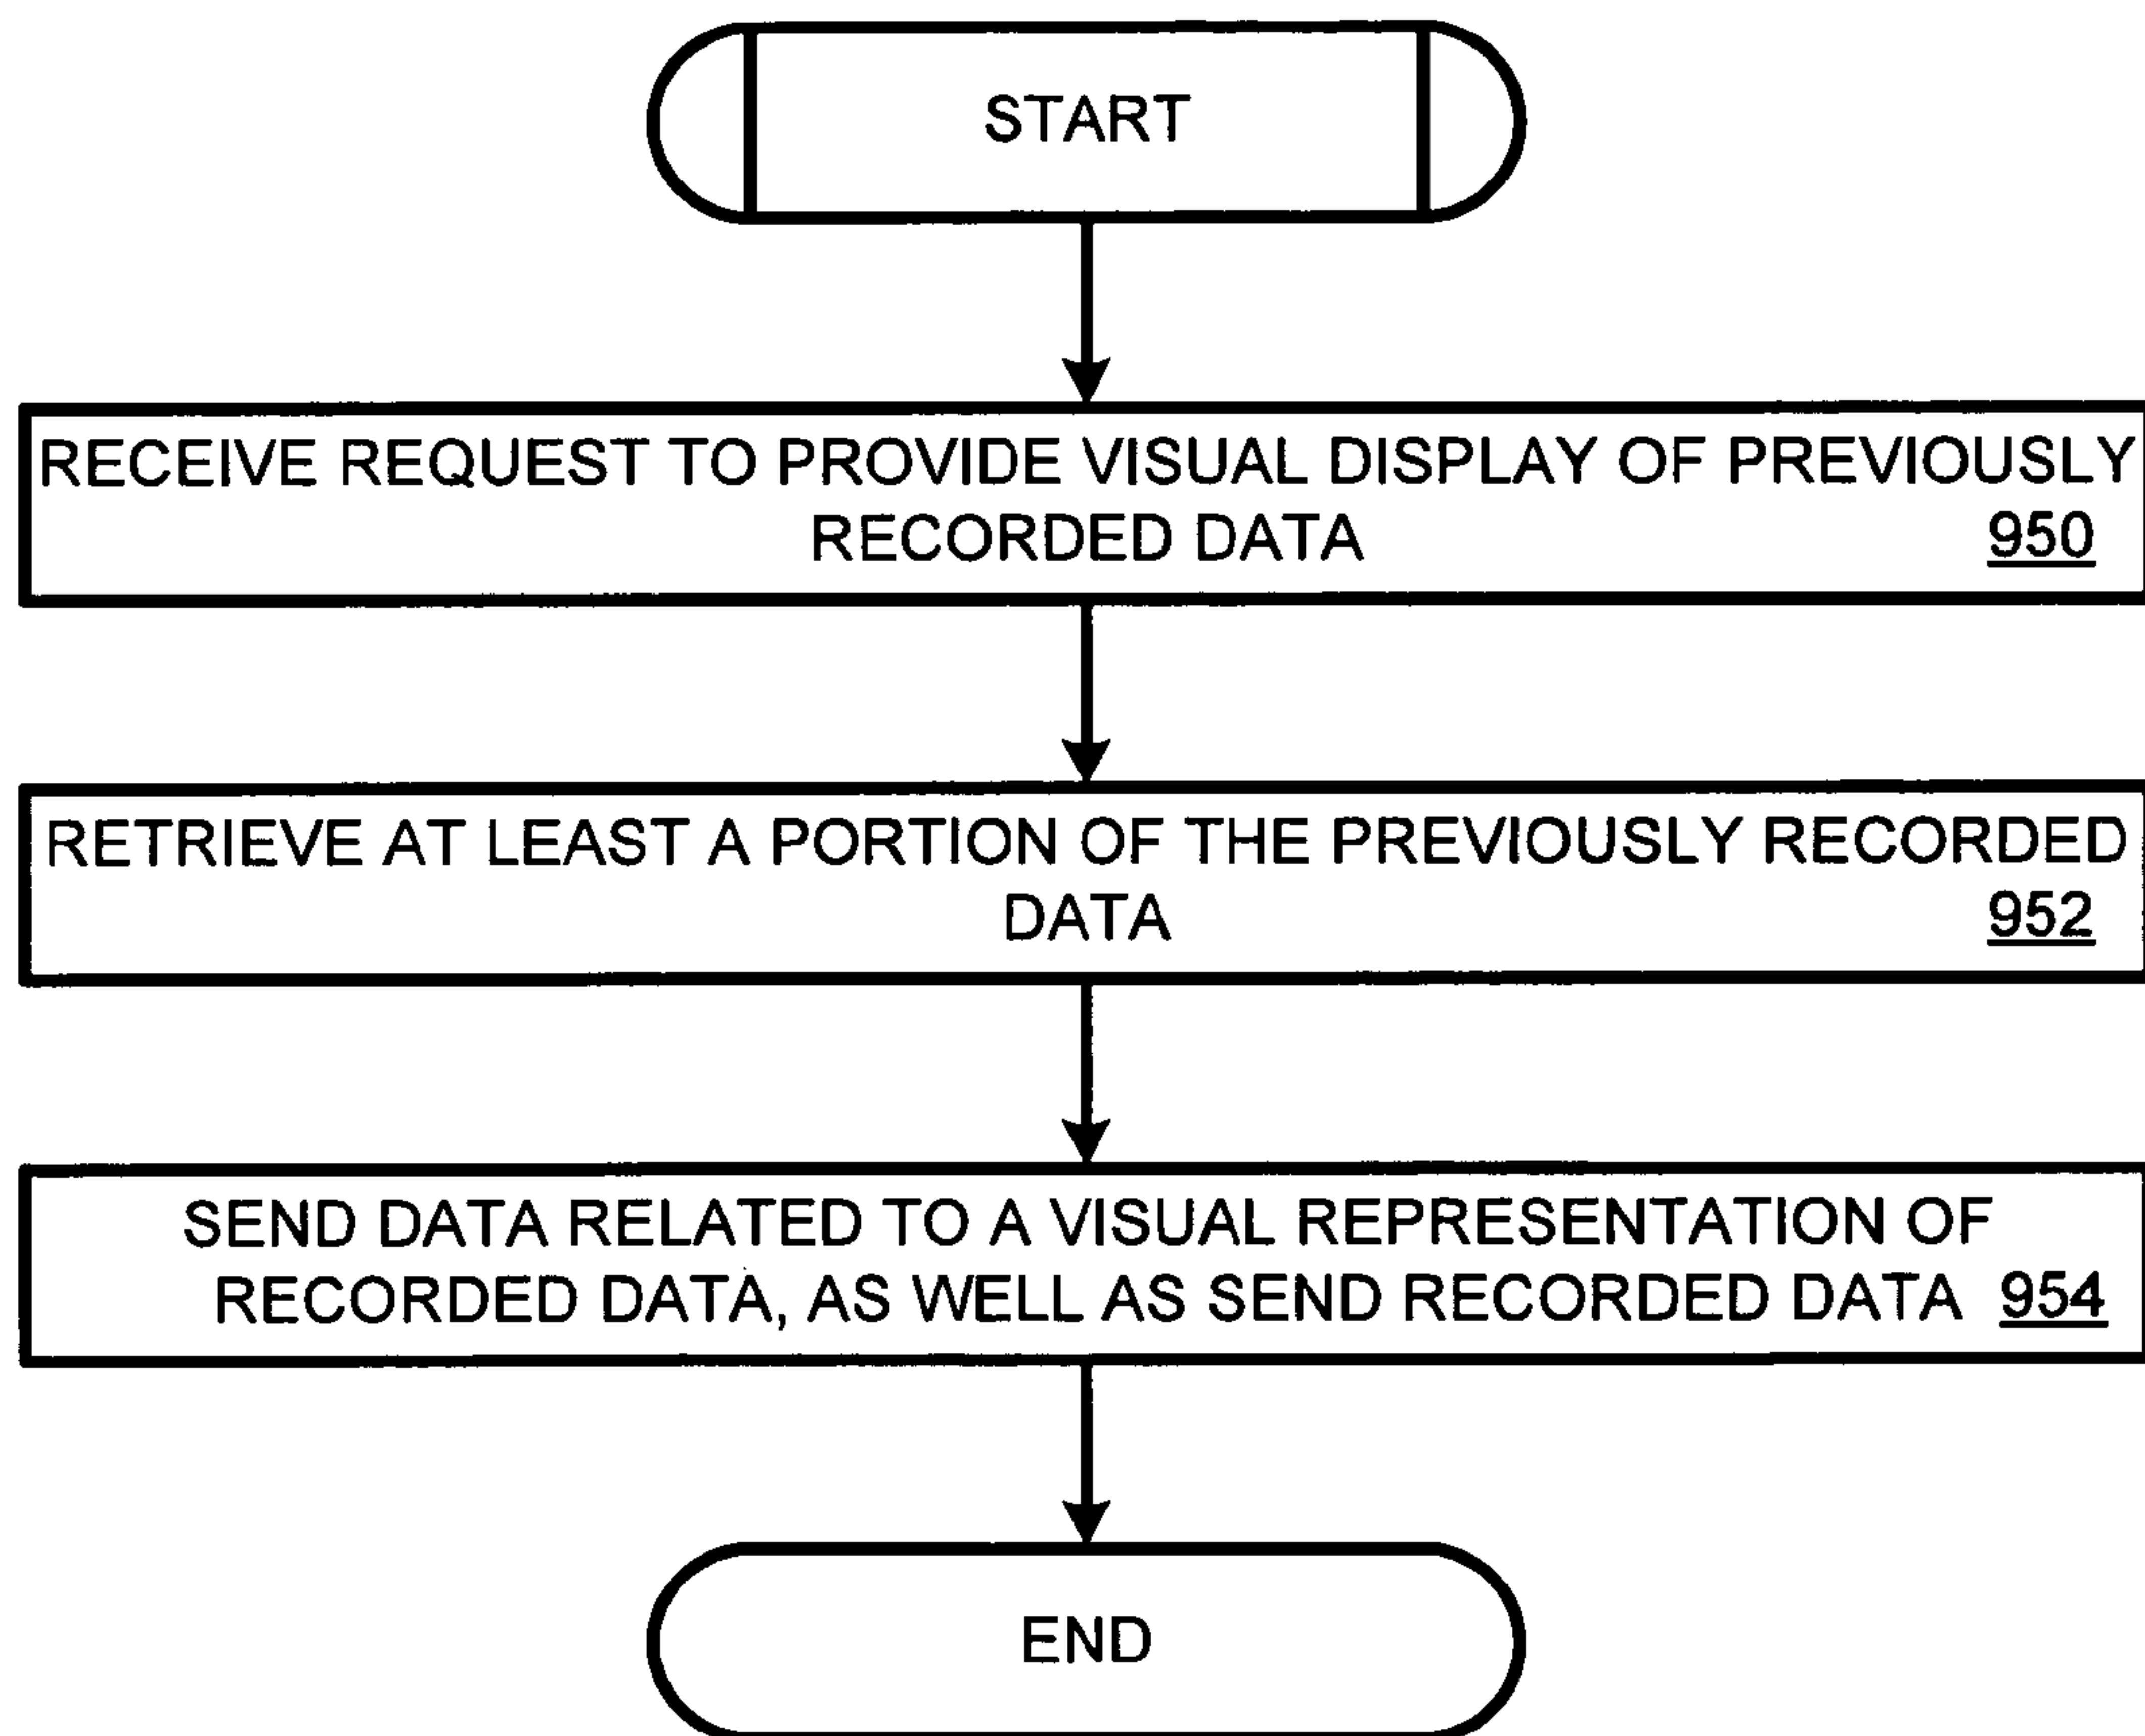 START
RECEIVE REQUEST TO PROVIDE VISUAL DISPLAY OF PREVIOUSLY
RECORDED DATA 950
RETRIEVE AT LEAST A PORTION OF THE PREVIOUSLY RECORDED
DATA 952
SEND DATA RELATED TO A VISUAL REPRESENTATION OF
RECORDED DATA, AS WELL AS SEND RECORDED DATA 954
END